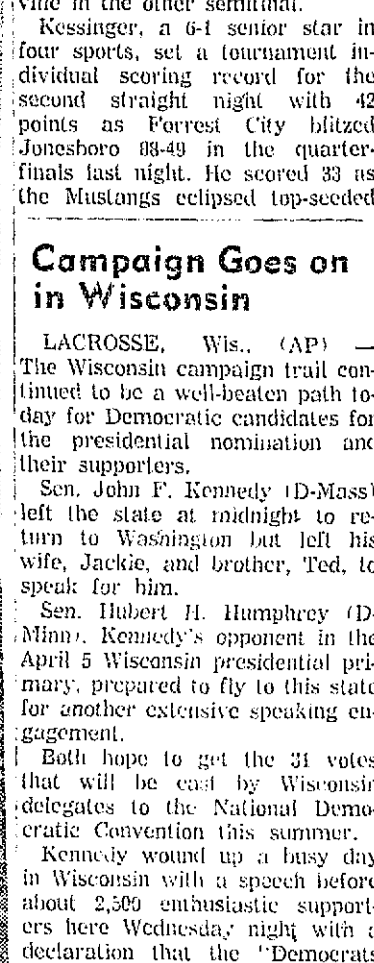 ville in the other semifinal.
Kessinger, a 6-1 senior star in
four sports, set a tournament in-
dividual scoring record for the
second straight night with 42
points as Forrest City blitzed
Jonesboro 88-49 in the quarter-
finals last night. He scored 33 as
the Mustangs eclipsed top-seeded
Campaign Goes on
in Wisconsin
LACROSSE, Wis., (AP) —
The Wisconsin campaign trail con-
tinued to be a well-beaten path to-
day for Democratic candidates for
the presidential nomination and
their supporters.
Sen. John F. Kennedy (D-Mass)
left the state at midnight to re-
turn to Washington but left his
wife, Jackie, and brother, Ted, to
speak for him.
Sen. Hubert H. Humphrey (D-
Minn), Kennedy's opponent in the
April 5 Wisconsin presidential pri-
mary, prepared to fly to this state
for another extensive speaking en-
gagement.
Both hope to get the 31 votes
that will be cast by Wisconsin
delegates to the National Demo-
cratic Convention this summer.
Kennedy wound up a busy day
in Wisconsin with a speech before
about 2,500 enthusiastic support-
ers here Wednesday night with a
declaration that the "Democrats